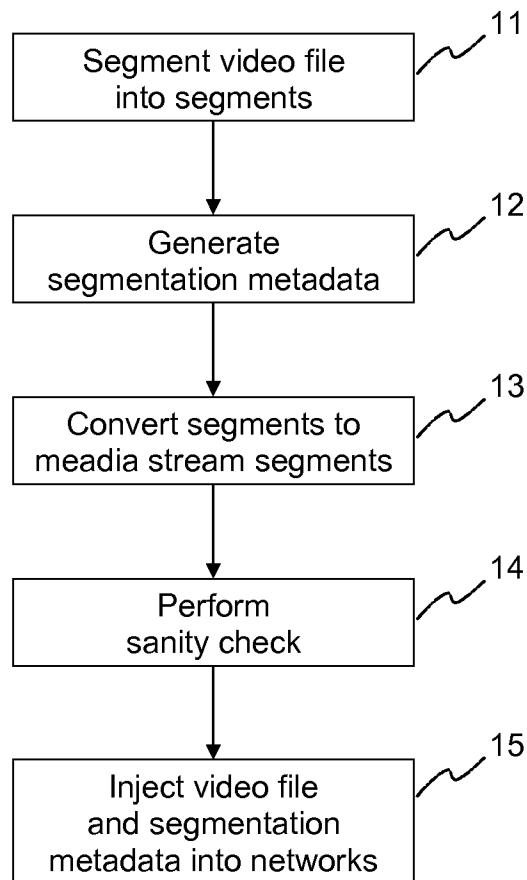 11
Segment video file
into segments
12
Generate
segmentation metadata
13
Convert segments to
meadia stream segments
14
Perform
sanity check
15
Inject video file
and segmentation
metadata into networks